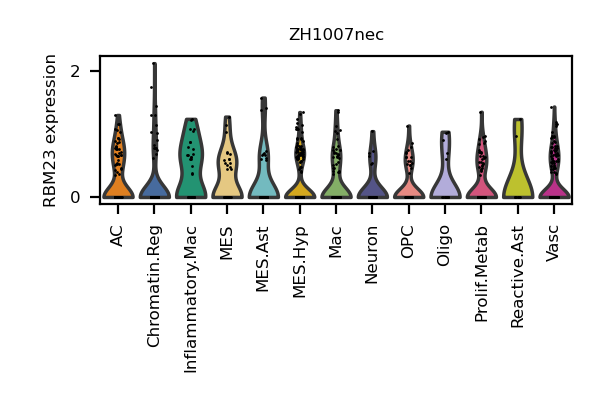 ZH1007nec
RBM23 expression
2
0
AC
Chromatin.Reg
Inflammatory.Mac
MES
MES.Ast
MES.Hyp
Mac
Neuron
OPC
Oligo
Prolif.Metab
Reactive.Ast
Vasc